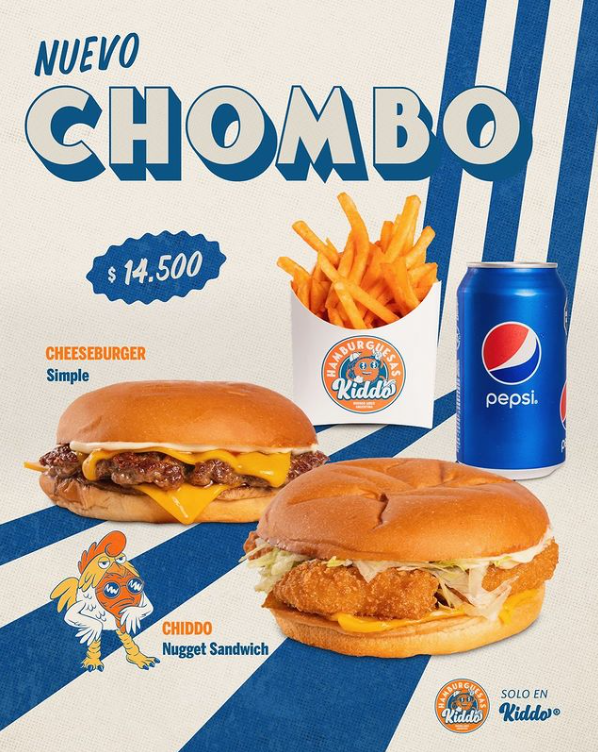 NUEVO
CHOMBO
$ 14.500
CHEESEBURGER
Simple
HAMBURGUESAS
Kiddo
pepsi.
CHIDDO
Nugget Sandwich
HAMBURGUESAS
Kiddo
SOLO EN
Kiddo®